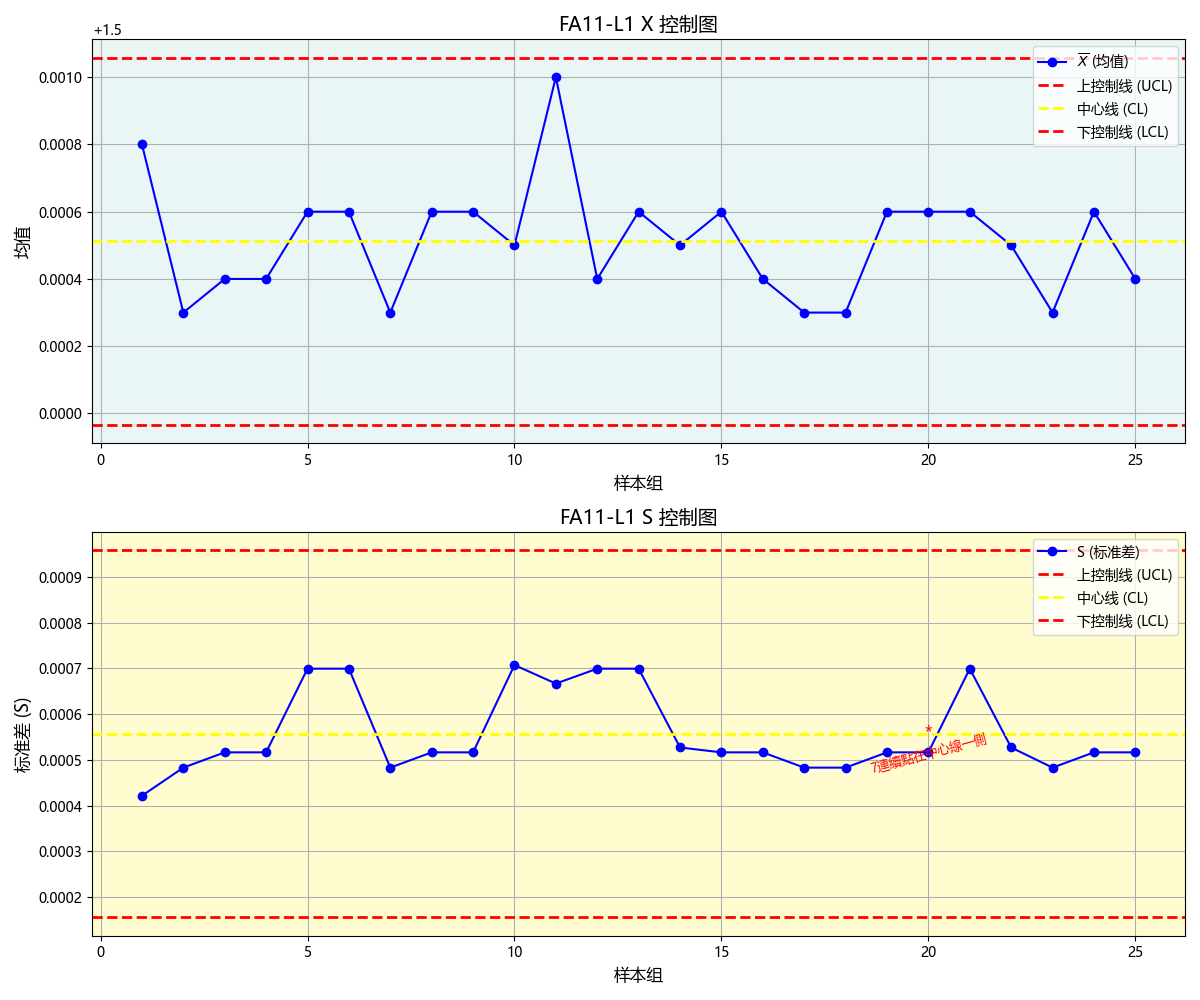 FA11-L1 X 控制图
+1.5
0.0010
0.0008
0.0006
0.0004
0.0002
0.0000
均值
X (均值)
上控制线 (UCL)
中心线 (CL)
下控制线 (LCL)
0 5 10 15 20 25
样本组
FA11-L1 S 控制图
0.0009
0.0008
0.0007
0.0006
0.0005
0.0004
0.0003
0.0002
标准差 (S)
S (标准差)
上控制线 (UCL)
中心线 (CL)
下控制线 (LCL)
*
7連續點在中心線一側
0 5 10 15 20 25
样本组